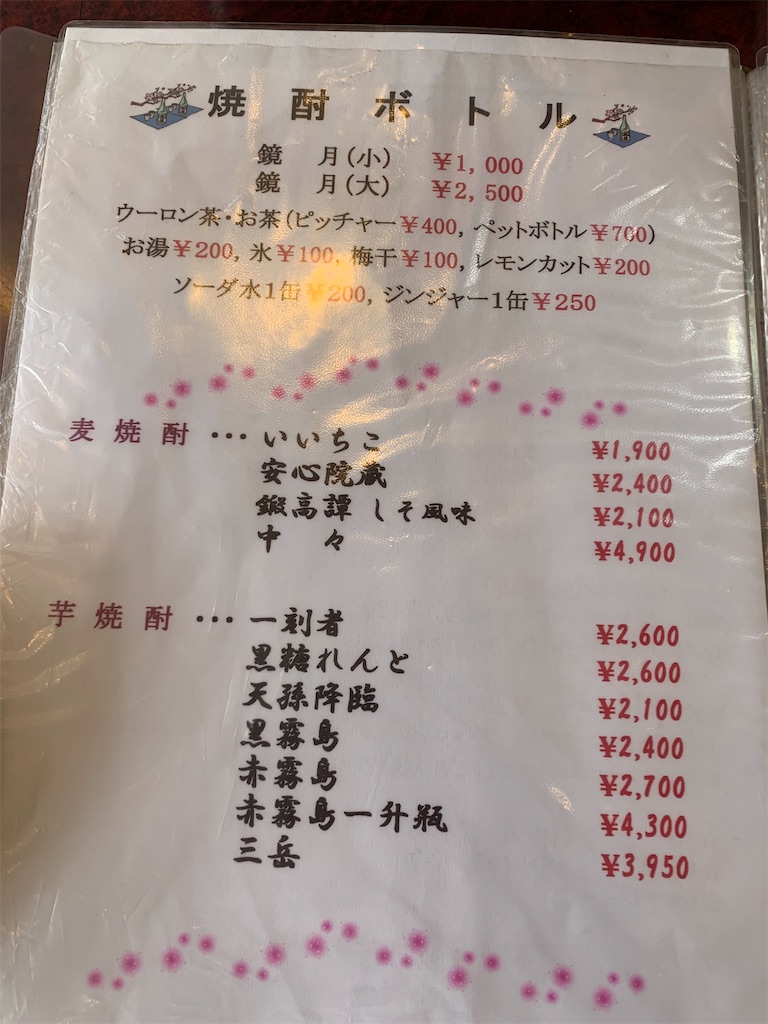 焼酎ボトル
鏡 月(小) ¥1,000
鏡 月(大) ¥2,500
ウーロン茶・お茶(ピッチャー¥400, ペットボトル¥700)
お湯¥200, 氷¥100, 梅干¥100, レモンカット¥200
ソーダ水1缶¥200, ジンジャー1缶¥250
麦焼酎 ・・・ いいちこ ¥1,900
安心院蔵 ¥2,400
鍛高譚 しそ風味 ¥2,100
中 々 ¥4,900
芋焼酎 ・・・ 一刻者 ¥2,600
黒糖れんと ¥2,600
天孫降臨 ¥2,100
黒霧島 ¥2,400
赤霧島 ¥2,700
赤霧島一升瓶 ¥4,300
三岳 ¥3,950